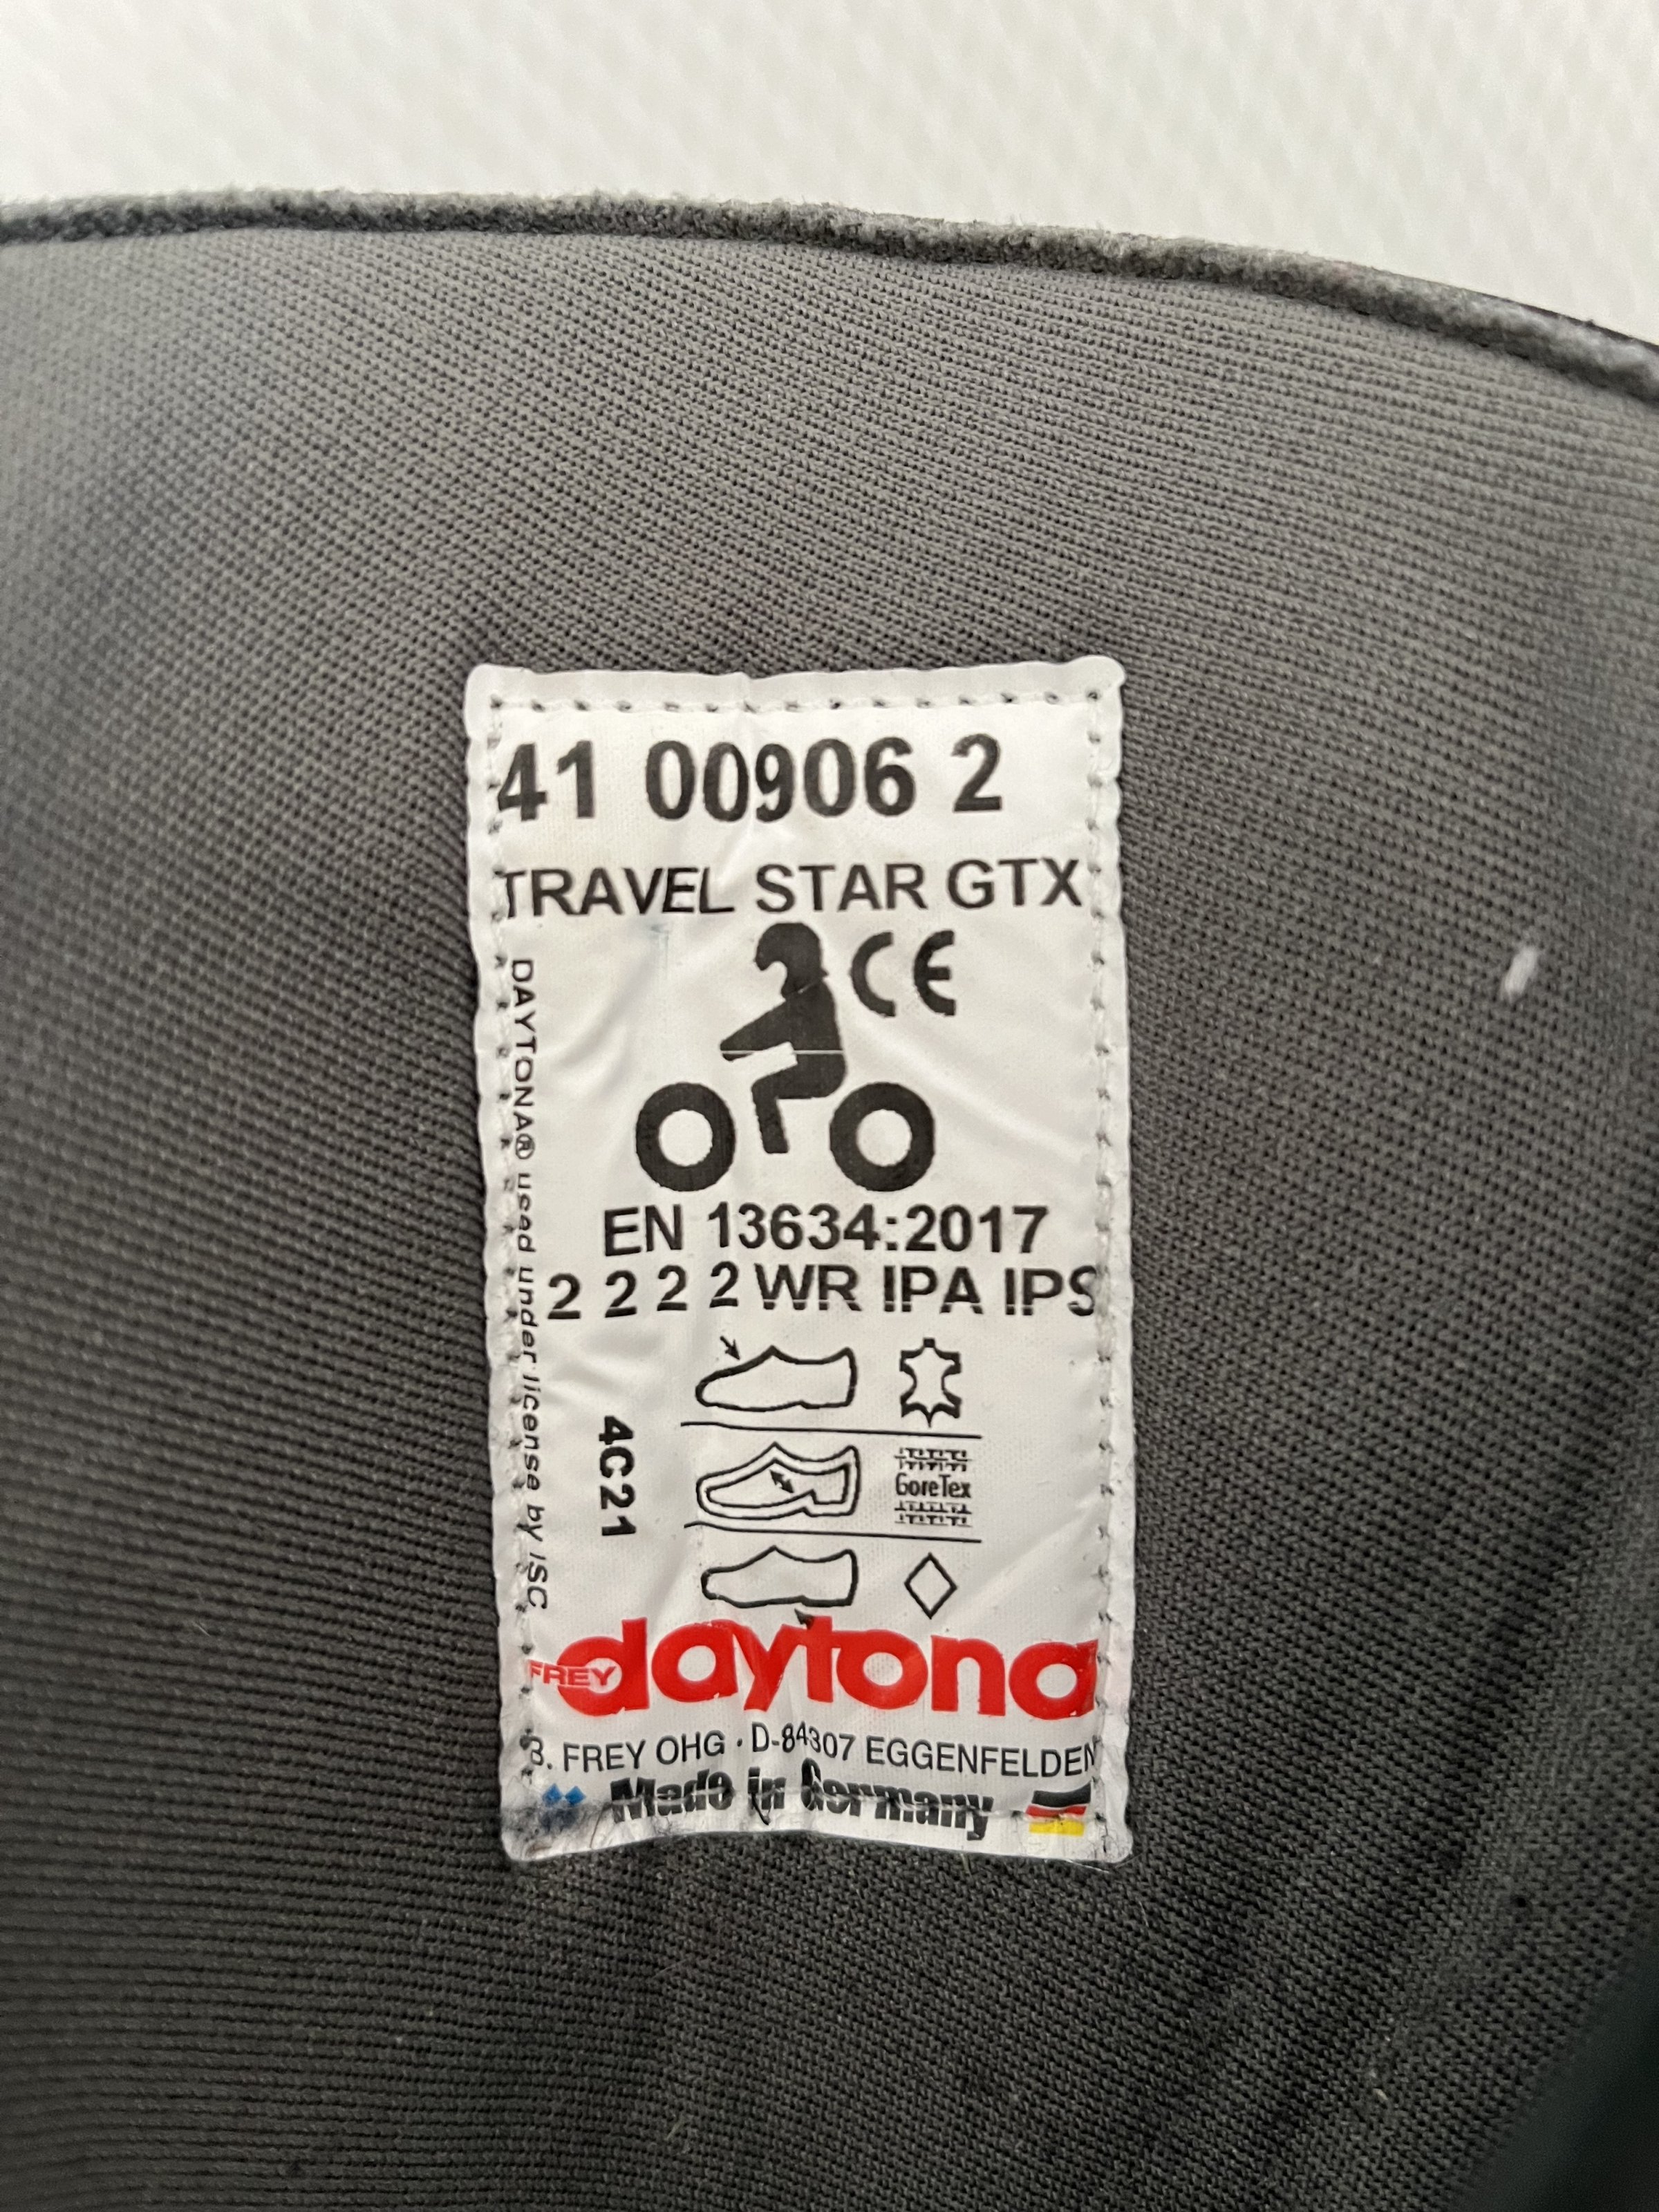 41 00906 2
TRAVEL STAR GTX
CE
DAYTONA® used under license by ISC
EN 13634:2017
2 2 2 2 WR IPA IPS
4C21
GoreTex
FREY daytona
B. FREY OHG · D-84307 EGGENFELDEN
Made in Germany